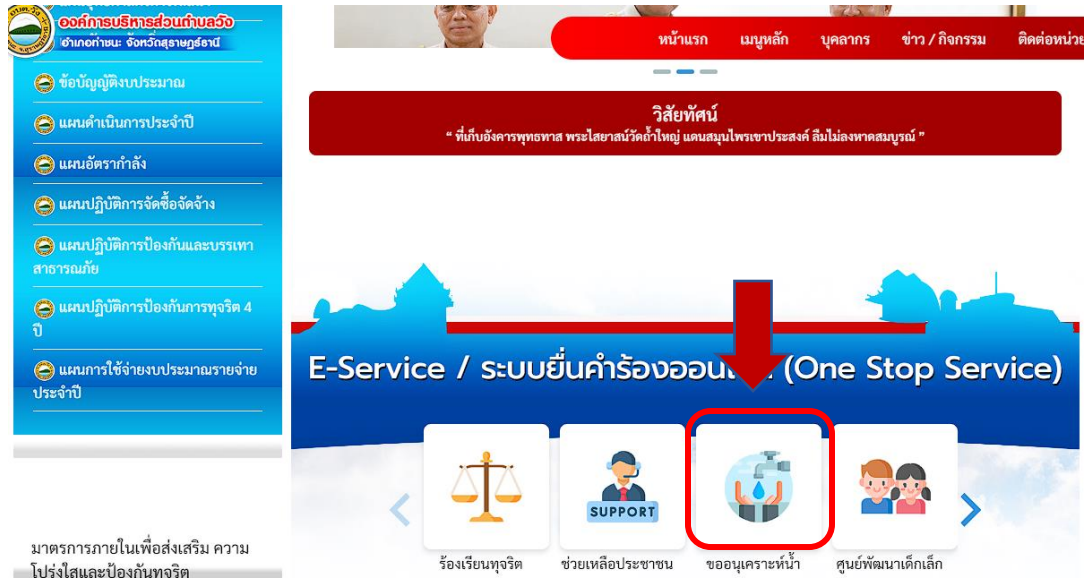 องค์การบริหารส่วนตำบลวัง
อำเภอท่าชนะ จังหวัดสุราษฎร์ธานี
ข้อบัญญัติงบประมาณ
แผนดำเนินการประจำปี
แผนอัตรากำลัง
แผนปฏิบัติการจัดซื้อจัดจ้าง
แผนปฏิบัติการป้องกันและบรรเทา
สาธารณภัย
แผนปฏิบัติการป้องกันการทุจริต 4
ปี
แผนการใช้จ่ายงบประมาณรายจ่าย
ประจำปี
มาตรการภายในเพื่อส่งเสริม ความ
โปร่งใสและป้องกันทุจริต
หน้าแรก เมนูหลัก บุคลากร ข่าว / กิจกรรม ติดต่อหน่วย
วิสัยทัศน์
“ ที่เก็บอังคารพุทธทาส พระไสยาสน์วัดถ้ำใหญ่ แดนสมุนไพรเขาประสงค์ ลืมไม่ลงหาดสมบูรณ์ ”
E-Service / ระบบยื่นคำร้องออน (One Stop Service)
SUPPORT
ร้องเรียนทุจริต ช่วยเหลือประชาชน ขออนุเคราะห์น้ำ ศูนย์พัฒนาเด็กเล็ก